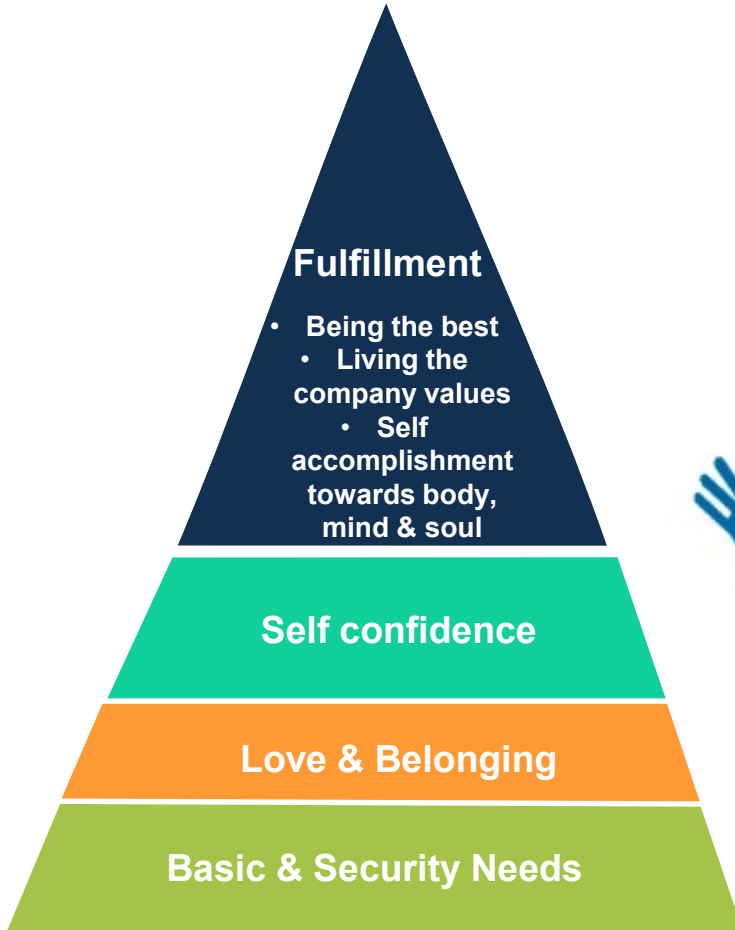 Fulfillment
• Being the best
• Living the
company values
• Self
accomplishment
towards body,
mind & soul
Self confidence
Love & Belonging
Basic & Security Needs